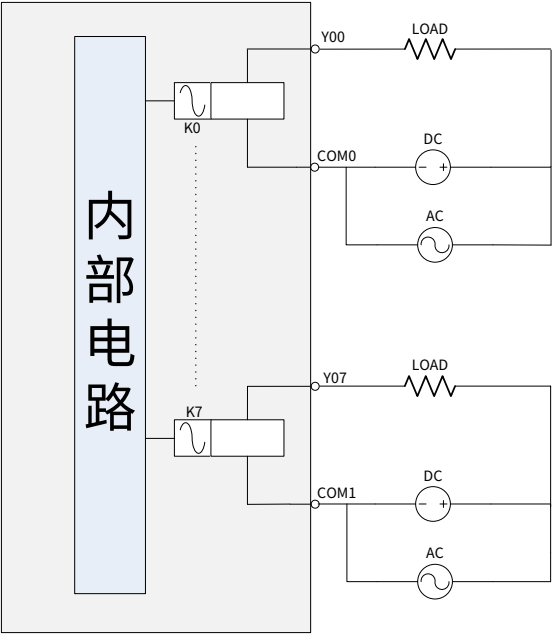 Y00
LOAD
K0
COM0
DC
- +
AC
内
部
电
路
Y07
LOAD
K7
COM1
DC
- +
AC